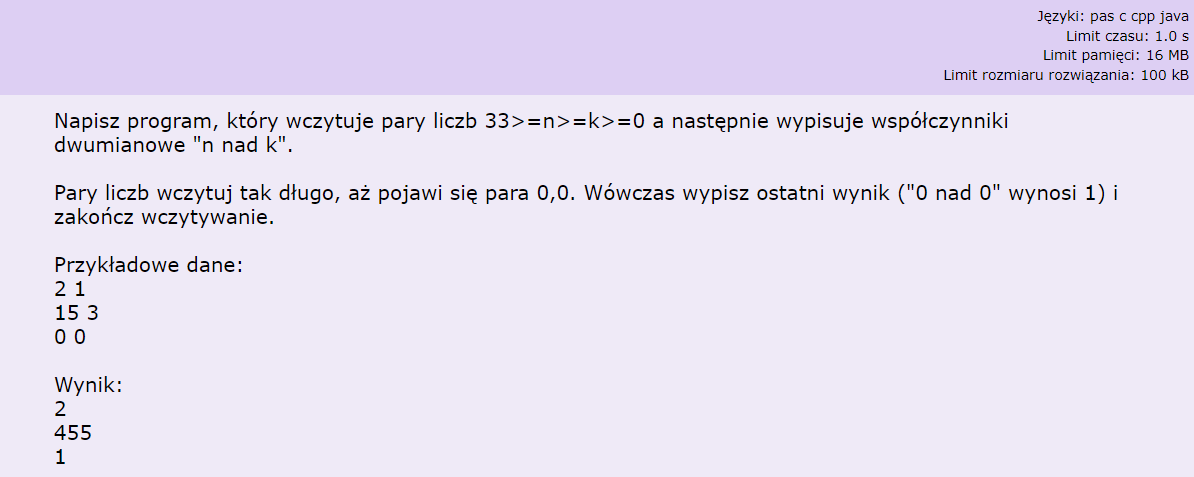 Języki: pas c cpp java
Limit czasu: 1.0 s
Limit pamięci: 16 MB
Limit rozmiaru rozwiązania: 100 kB
Napisz program, który wczytuje pary liczb 33>=n>=k>=0 a następnie wypisuje współczynniki
dwumianowe "n nad k".
Pary liczb wczytuj tak długo, aż pojawi się para 0,0. Wówczas wypisz ostatni wynik ("0 nad 0" wynosi 1) i
zakończ wczytywanie.
Przykładowe dane:
2 1
15 3
0 0
Wynik:
2
455
1